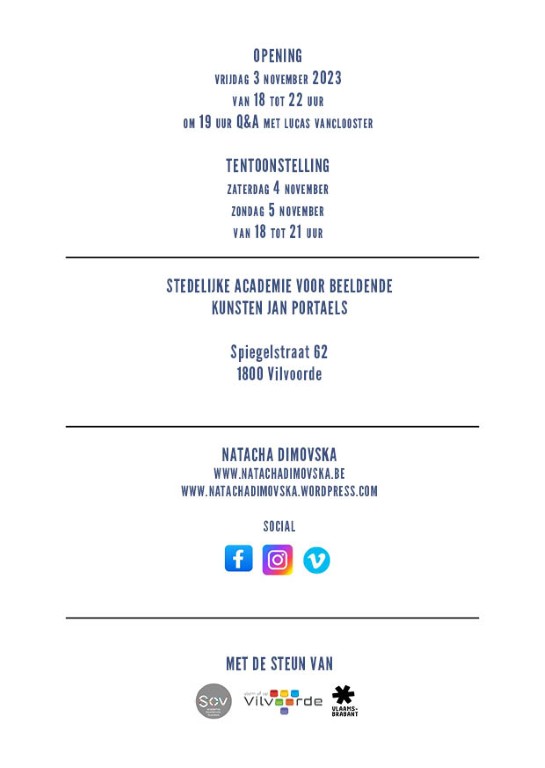 OPENING
VRIJDAG 3 NOVEMBER 2023
VAN 18 TOT 22 UUR
OM 19 UUR Q&A MET LUCAS VANCLOOSTER
TENTOONSTELLING
ZATERDAG 4 NOVEMBER
ZONDAG 5 NOVEMBER
VAN 18 TOT 21 UUR
STEDELIJKE ACADEMIE VOOR BEELDENDE
KUNSTEN JAN PORTAELS
Spiegelstraat 62
1800 Vilvoorde
NATACHA DIMOVSKA
WWW.NATACHADIMOVSKA.BE
WWW.NATACHADIMOVSKA.WORDPRESS.COM
SOCIAL
MET DE STEUN VAN
Scv
Vilvoorde
VLAAMS-
BRABANT